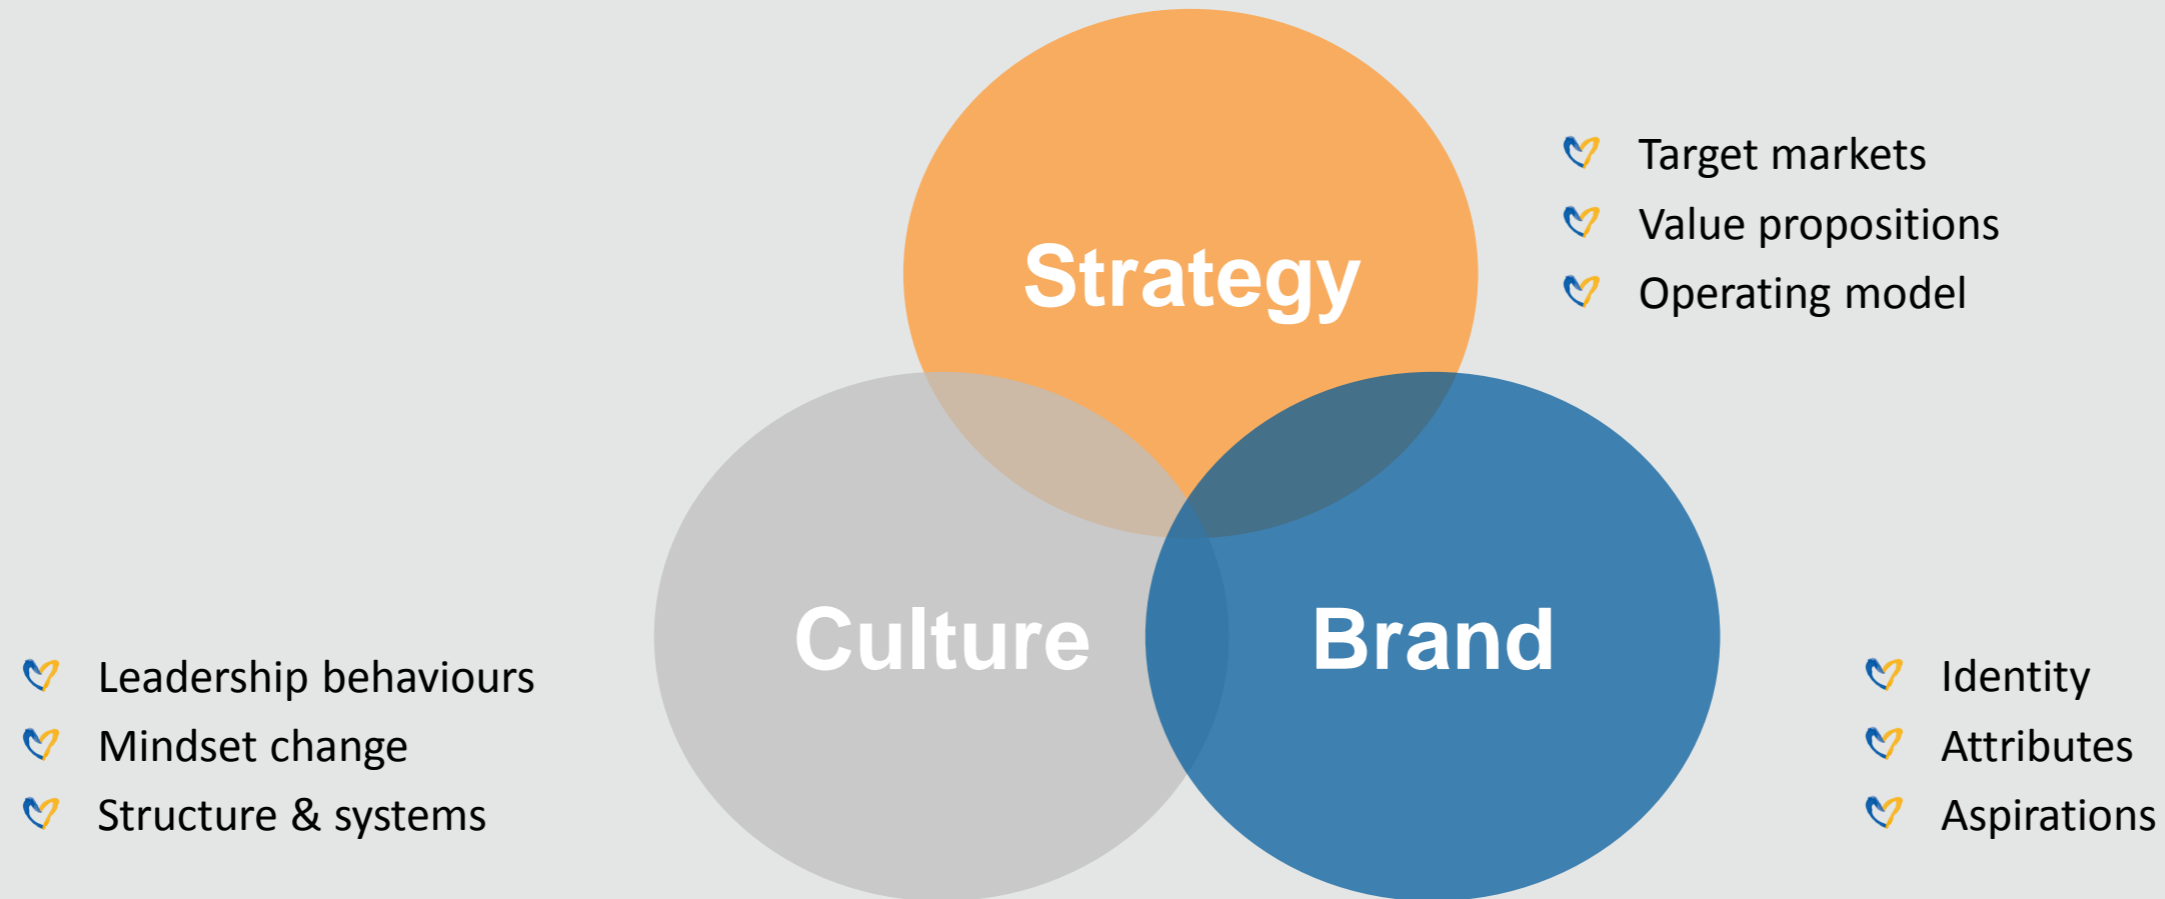 Strategy
Target markets
Value propositions
Operating model
Culture
Leadership behaviours
Mindset change
Structure & systems
Brand
Identity
Attributes
Aspirations